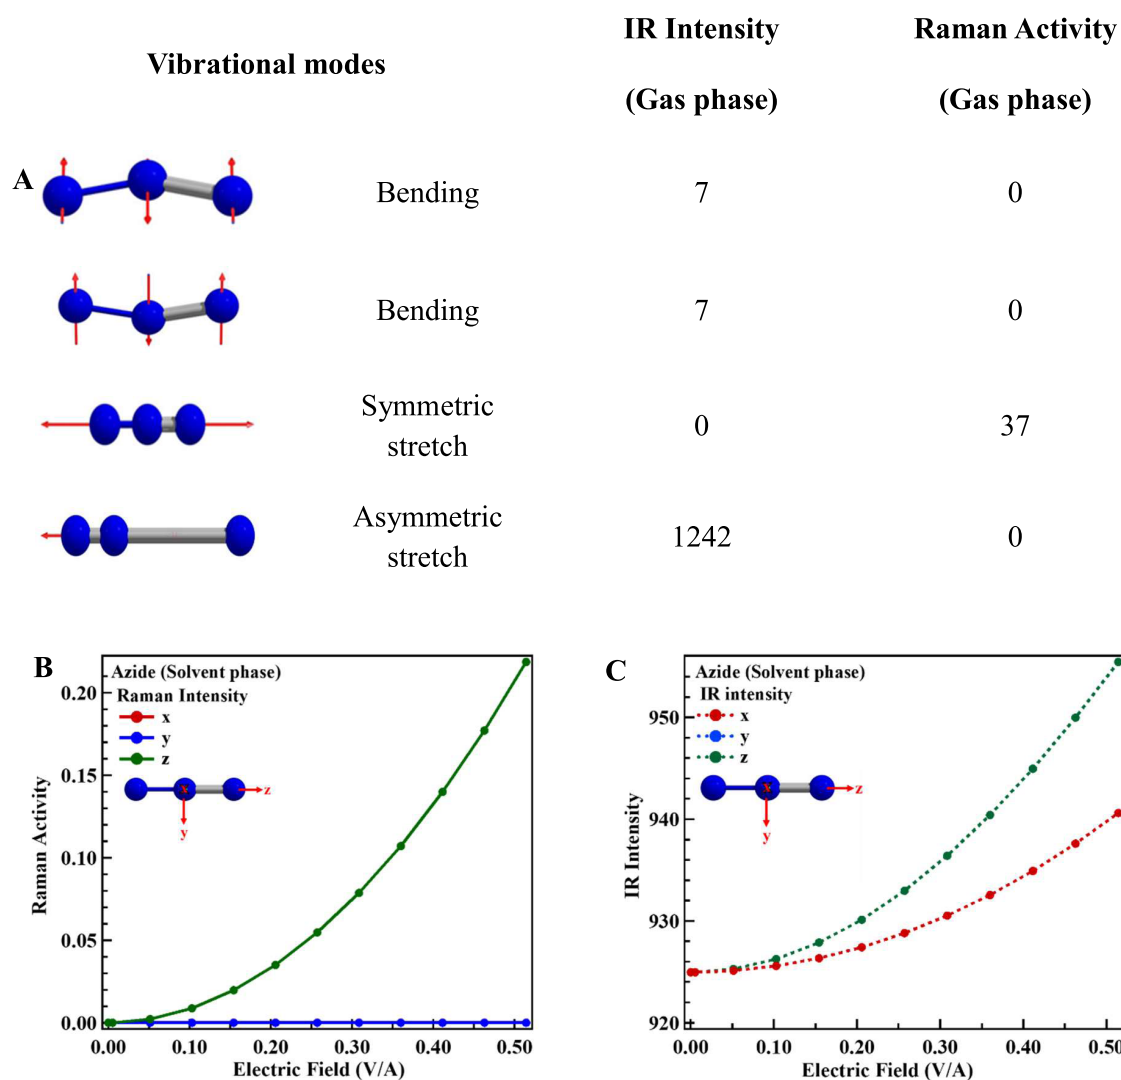 Vibrational modes
IR Intensity
(Gas phase)
Raman Activity
(Gas phase)
A
Bending
7
0
Bending
7
0
Symmetric
stretch
0
37
Asymmetric
stretch
1242
0
B
Azide (Solvent phase)
Raman Intensity
x
y
z
x
z
y
0.20
0.15
0.10
0.05
0.00
Raman Activity
0.00
0.10
0.20
0.30
0.40
0.50
Electric Field (V/A)
C
Azide (Solvent phase)
IR intensity
x
y
z
x
z
y
950
940
930
920
IR Intensity
0.00
0.10
0.20
0.30
0.40
0.50
Electric Field (V/A)